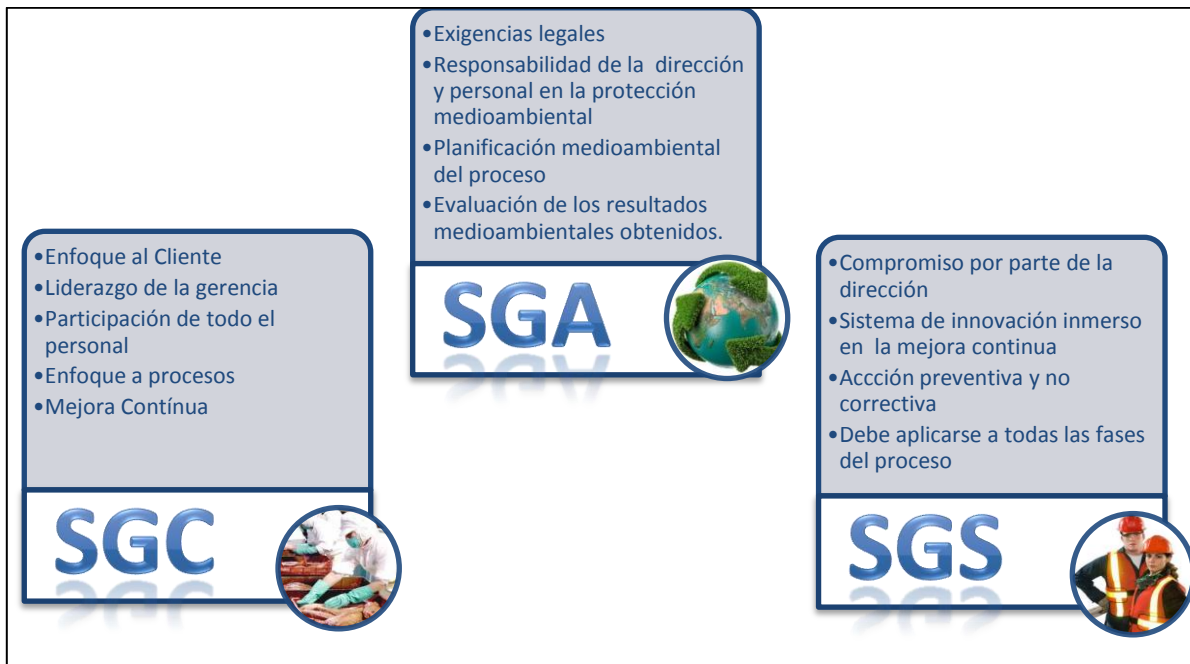 •Exigencias legales
•Responsabilidad de la dirección
y personal en la protección
medioambiental
•Planificación medioambiental
del proceso
•Evaluación de los resultados
medioambientales obtenidos.
SGA
•Enfoque al Cliente
•Liderazgo de la gerencia
•Participación de todo el
personal
•Enfoque a procesos
•Mejora Contínua
SGC
•Compromiso por parte de la
dirección
•Sistema de innovación inmerso
en la mejora continua
•Accción preventiva y no
correctiva
•Debe aplicarse a todas las fases
del proceso
SGS